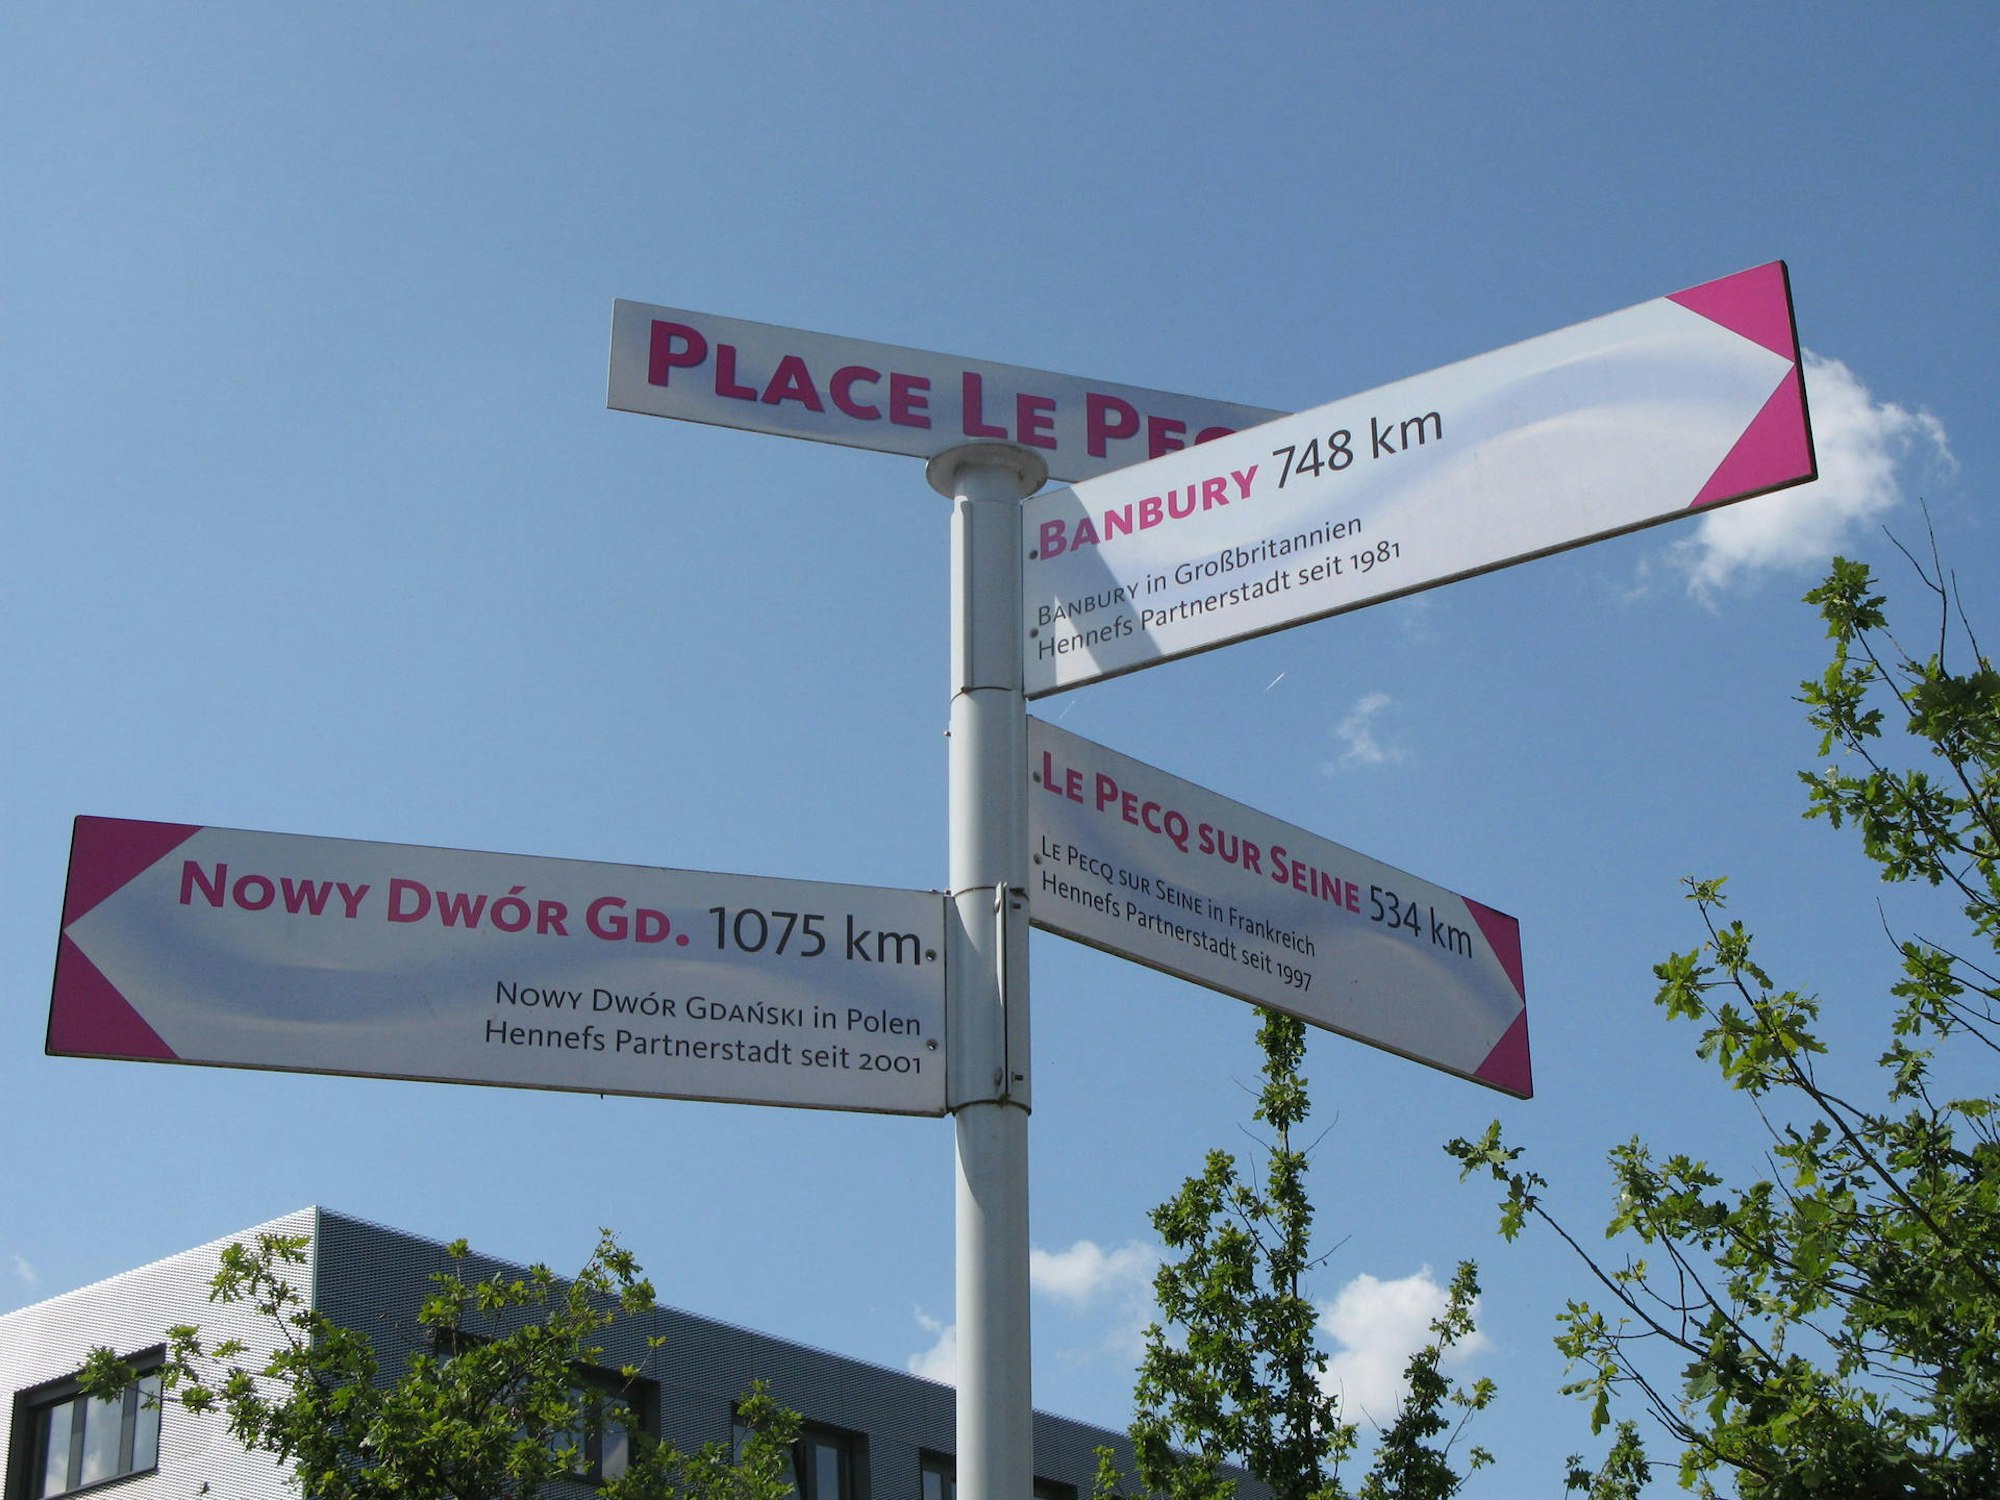 PLACE LE
BANBURY 748 km
BANBURY in Großbritannien
Hennefs Partnerstadt seit 1981
LE PECQ SUR SEINE 534 km
LE PECQ SUR SEINE in Frankreich
Hennefs Partnerstadt seit 1997
NOWY DWÓR GD. 1075 km
NOWY DWÓR GDAŃSKI in Polen
Hennefs Partnerstadt seit 2001